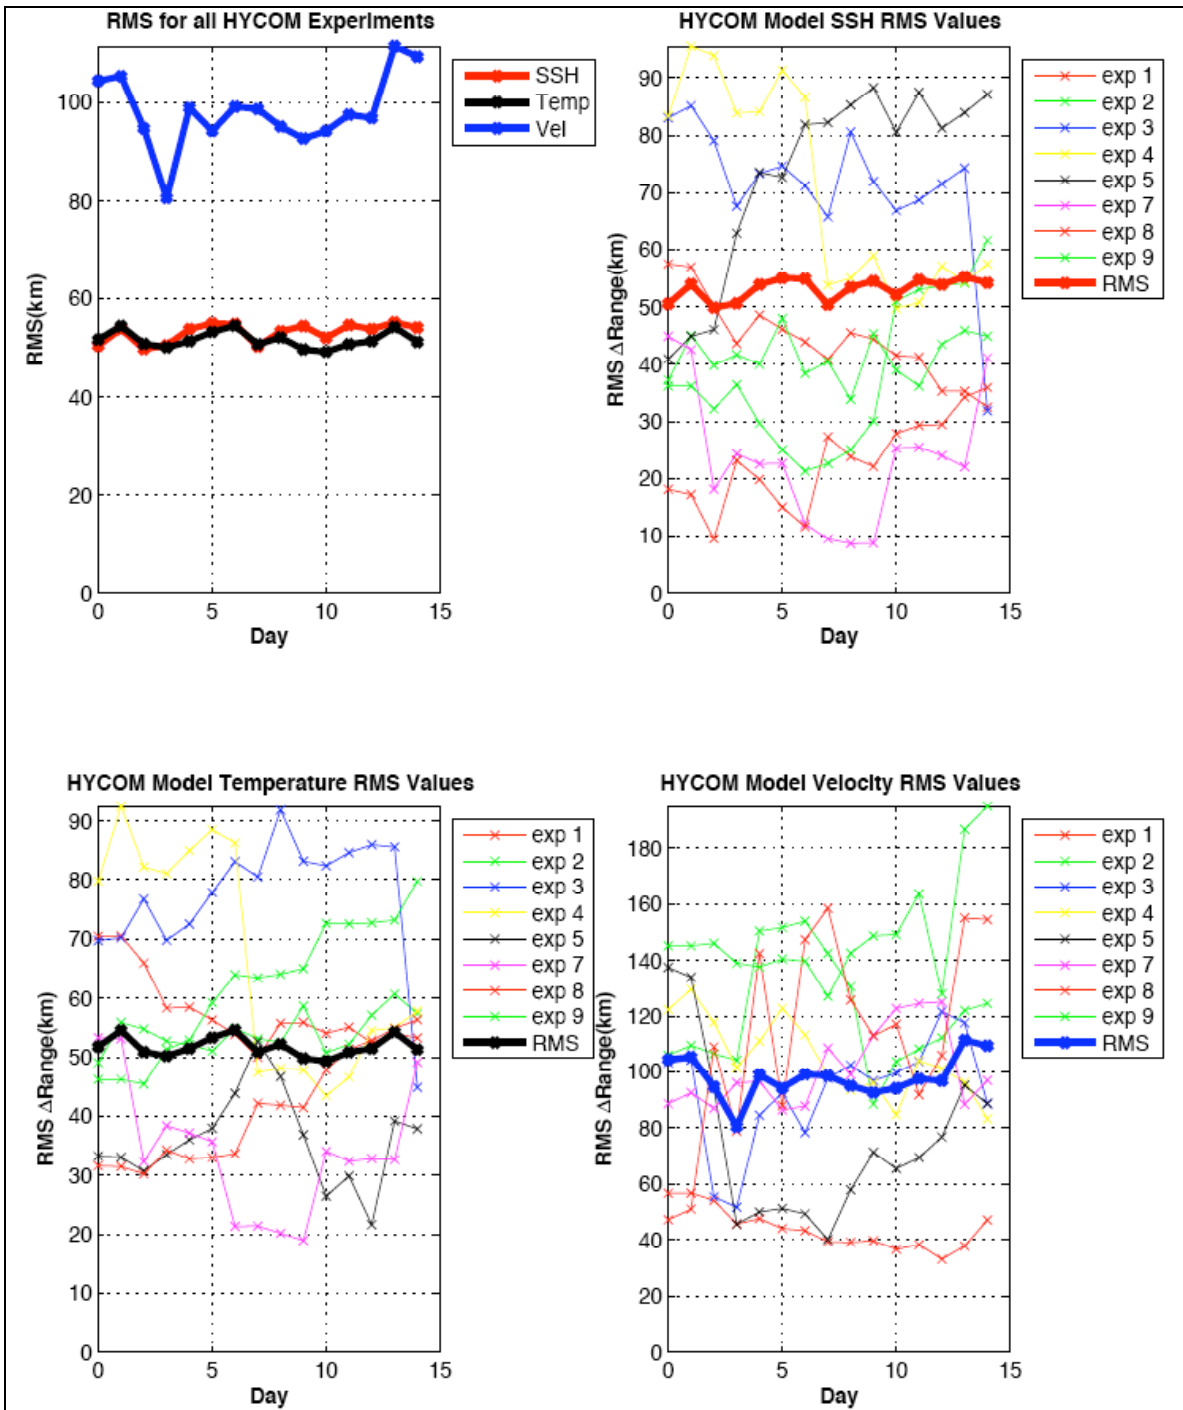 RMS for all HYCOM Experiments
RMS(km)
100
80
60
40
20
0
0 5 10 15
Day
SSH
Temp
Vel
HYCOM Model SSH RMS Values
RMS ΔRange(km)
90
80
70
60
50
40
30
20
10
0
0 5 10 15
Day
exp 1
exp 2
exp 3
exp 4
exp 5
exp 7
exp 8
exp 9
RMS
HYCOM Model Temperature RMS Values
RMS ΔRange(km)
90
80
70
60
50
40
30
20
10
0
0 5 10 15
Day
exp 1
exp 2
exp 3
exp 4
exp 5
exp 7
exp 8
exp 9
RMS
HYCOM Model Velocity RMS Values
RMS ΔRange(km)
180
160
140
120
100
80
60
40
20
0
0 5 10 15
Day
exp 1
exp 2
exp 3
exp 4
exp 5
exp 7
exp 8
exp 9
RMS